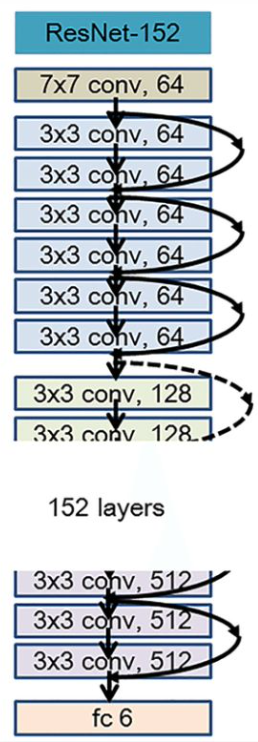 ResNet-152
7x7 conv, 64
3x3 conv, 64
3x3 conv, 64
3x3 conv, 64
3x3 conv, 64
3x3 conv, 64
3x3 conv, 64
3x3 conv, 128
3x3 conv, 128
152 layers
3x3 conv, 512
3x3 conv, 512
3x3 conv, 512
fc 6